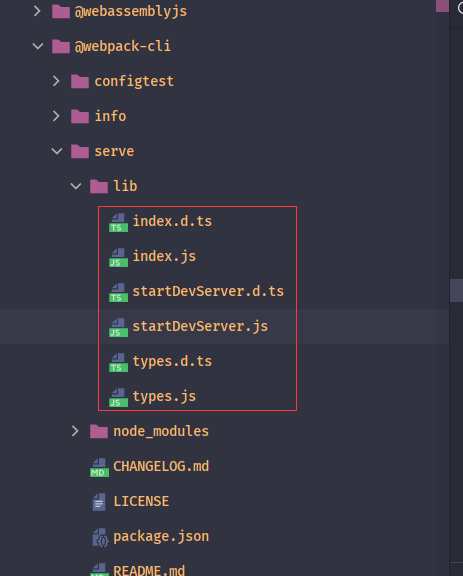 @webassemblyjs
@webpack-cli
configtest
info
serve
lib
TS index.d.ts
JS index.js
TS startDevServer.d.ts
JS startDevServer.js
TS types.d.ts
JS types.js
node_modules
MD CHANGELOG.md
LICENSE
package.json
MD README.md